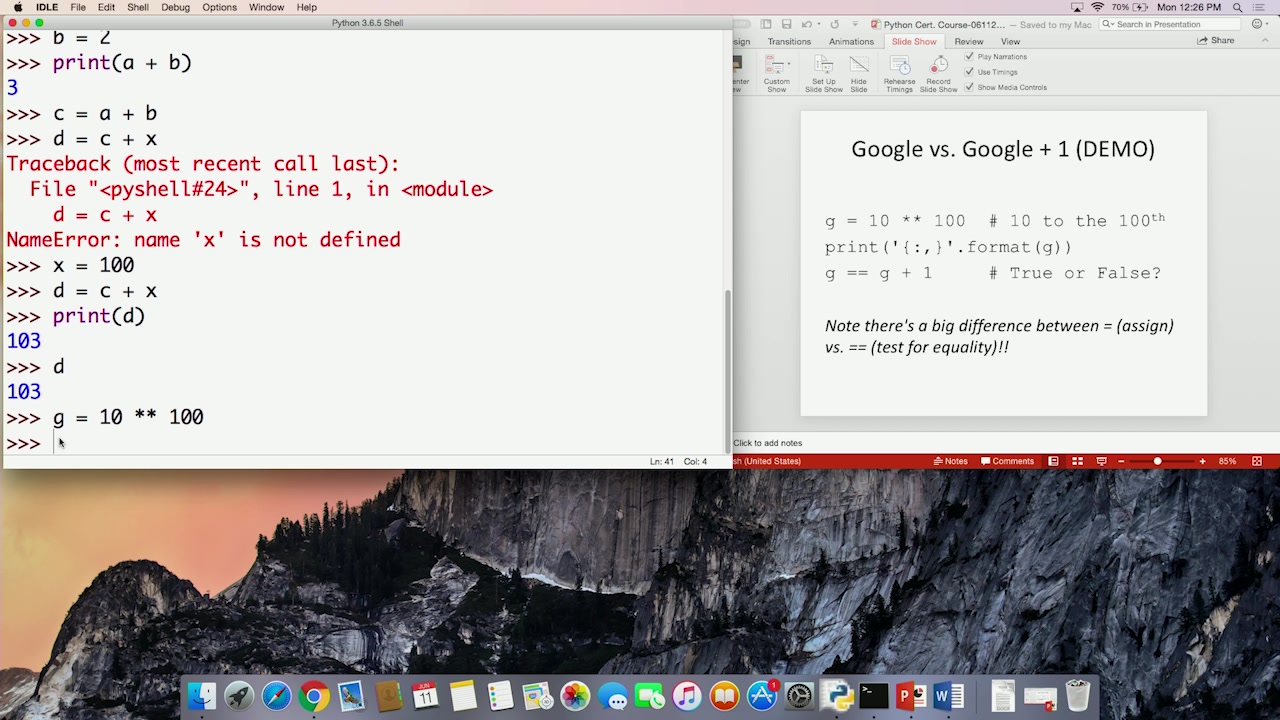 IDLE File Edit Shell Debug Options Window Help
70% Mon 12:26 PM
Python 3.6.5 Shell
>>> b = 2
>>> print(a + b)
3
>>> c = a + b
>>> d = c + x
Traceback (most recent call last):
File "<pyshell#24>", line 1, in <module>
d = c + x
NameError: name 'x' is not defined
>>> x = 100
>>> d = c + x
>>> print(d)
103
>>> d
103
>>> g = 10 ** 100
>>>
Ln: 41 Col: 4
Python Cert. Course-06112... — Saved to my Mac
Search in Presentation
sign Transitions Animations Slide Show Review View
Share
Custom Show
Set Up Slide Show
Hide Slide
Rehearse Timings
Record Slide Show
Play Narrations
Use Timings
Show Media Controls
Google vs. Google + 1 (DEMO)
g = 10 ** 100 # 10 to the 100th
print('{:,}'.format(g))
g == g + 1 # True or False?
Note there's a big difference between = (assign)
vs. == (test for equality)!!
Click to add notes
sh (United States)
Notes Comments
85%
JUN
11
1